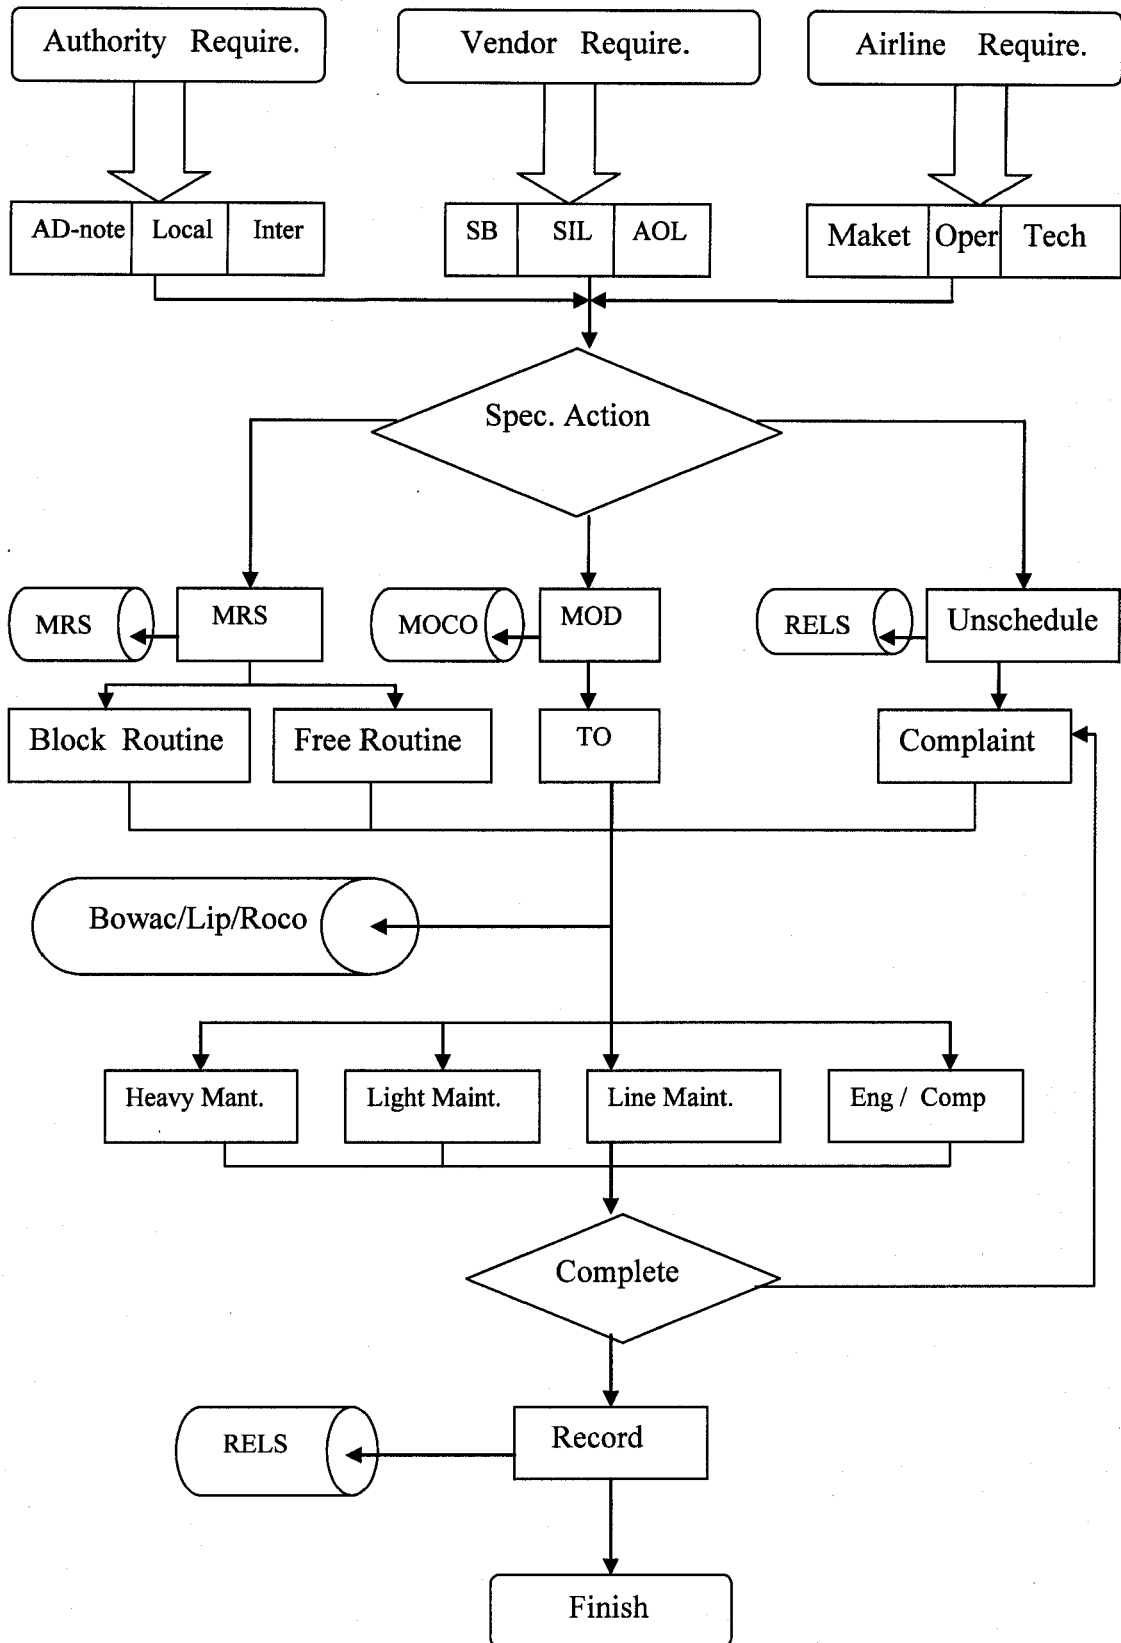 Authority Require.
Vendor Require.
Airline Require.
AD-note Local Inter
SB SIL AOL
Maket Oper Tech
Spec. Action
MRS
MRS
MOCO
MOD
RELS
Unschedule
Block Routine
Free Routine
TO
Complaint
Bowac/Lip/Roco
Heavy Mant.
Light Maint.
Line Maint.
Eng / Comp
Complete
RELS
Record
Finish